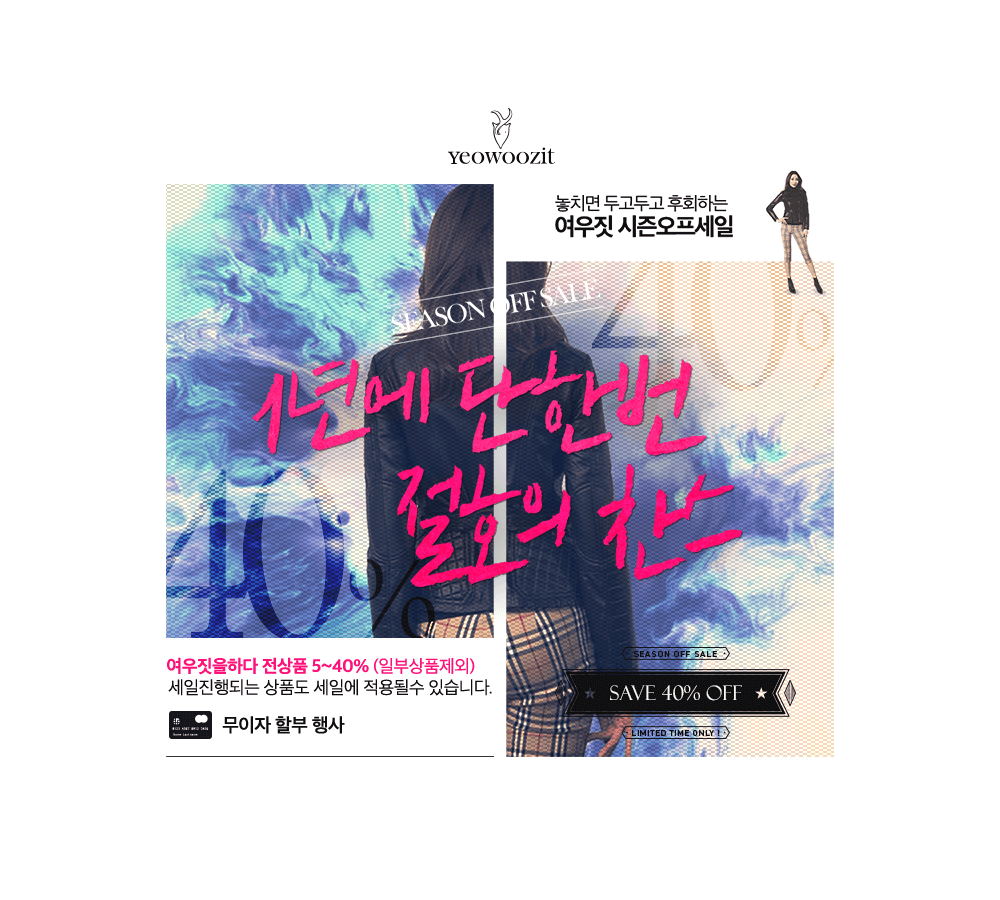 Yeowoozit
놓치면 두고두고 후회하는
여우짓 시즌오프세일
SEASON OFF SALE
40%
1년에 단한번
절호의 찬스
40%
여우짓을하다 전상품 5~40% (일부상품제외)
세일진행되는 상품도 세일에 적용될수 있습니다.
무이자 할부 행사
SEASON OFF SALE
SAVE 40% OFF
LIMITED TIME ONLY !